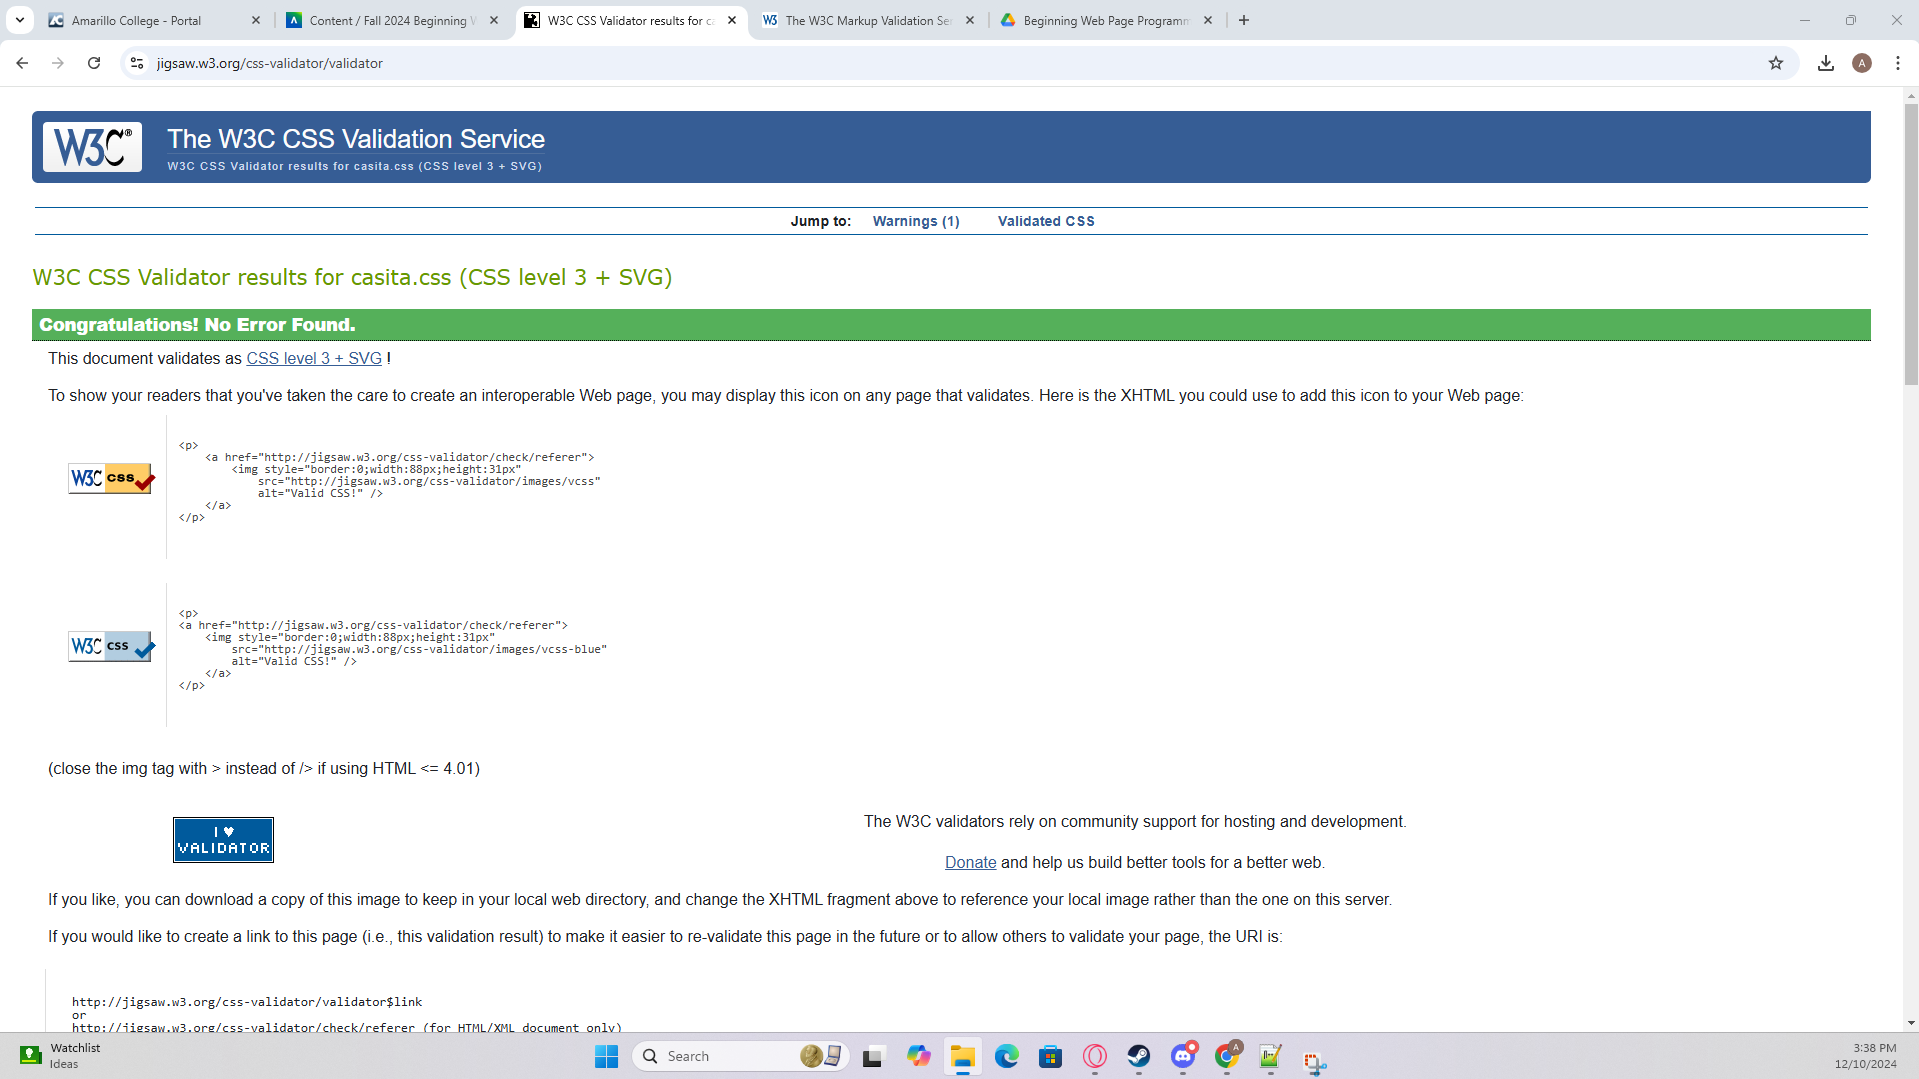 Amarillo College - Portal
Content / Fall 2024 Beginning W
W3C CSS Validator results for ca
The W3C Markup Validation Se
Beginning Web Page Programm
jigsaw.w3.org/css-validator/validator
A
W3C®
The W3C CSS Validation Service
W3C CSS Validator results for casita.css (CSS level 3 + SVG)
Jump to: Warnings (1) Validated CSS
W3C CSS Validator results for casita.css (CSS level 3 + SVG)
Congratulations! No Error Found.
This document validates as CSS level 3 + SVG !
To show your readers that you've taken the care to create an interoperable Web page, you may display this icon on any page that validates. Here is the XHTML you could use to add this icon to your Web page:
W3C css
<p>
<a href="http://jigsaw.w3.org/css-validator/check/referer">
<img style="border:0;width:88px;height:31px"
src="http://jigsaw.w3.org/css-validator/images/vcss"
alt="Valid CSS!" />
</a>
</p>
W3C css
<p>
<a href="http://jigsaw.w3.org/css-validator/check/referer">
<img style="border:0;width:88px;height:31px"
src="http://jigsaw.w3.org/css-validator/images/vcss-blue"
alt="Valid CSS!" />
</a>
</p>
(close the img tag with > instead of /> if using HTML <= 4.01)
I ♥
VALIDATOR
The W3C validators rely on community support for hosting and development.
Donate and help us build better tools for a better web.
If you like, you can download a copy of this image to keep in your local web directory, and change the XHTML fragment above to reference your local image rather than the one on this server.
If you would like to create a link to this page (i.e., this validation result) to make it easier to re-validate this page in the future or to allow others to validate your page, the URI is:
http://jigsaw.w3.org/css-validator/validator$link
or
http://jigsaw.w3.org/css-validator/check/referer (for HTML/XML document only)
Watchlist
Ideas
Search
A
3:38 PM
12/10/2024